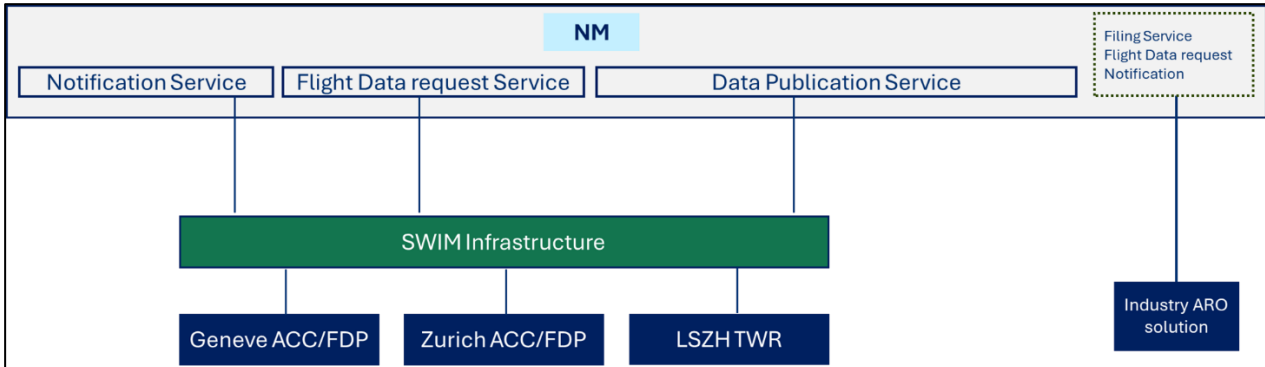 NM
Notification Service
Flight Data request Service
Data Publication Service
Filing Service
Flight Data request
Notification
SWIM Infrastructure
Geneve ACC/FDP
Zurich ACC/FDP
LSZH TWR
Industry ARO
solution